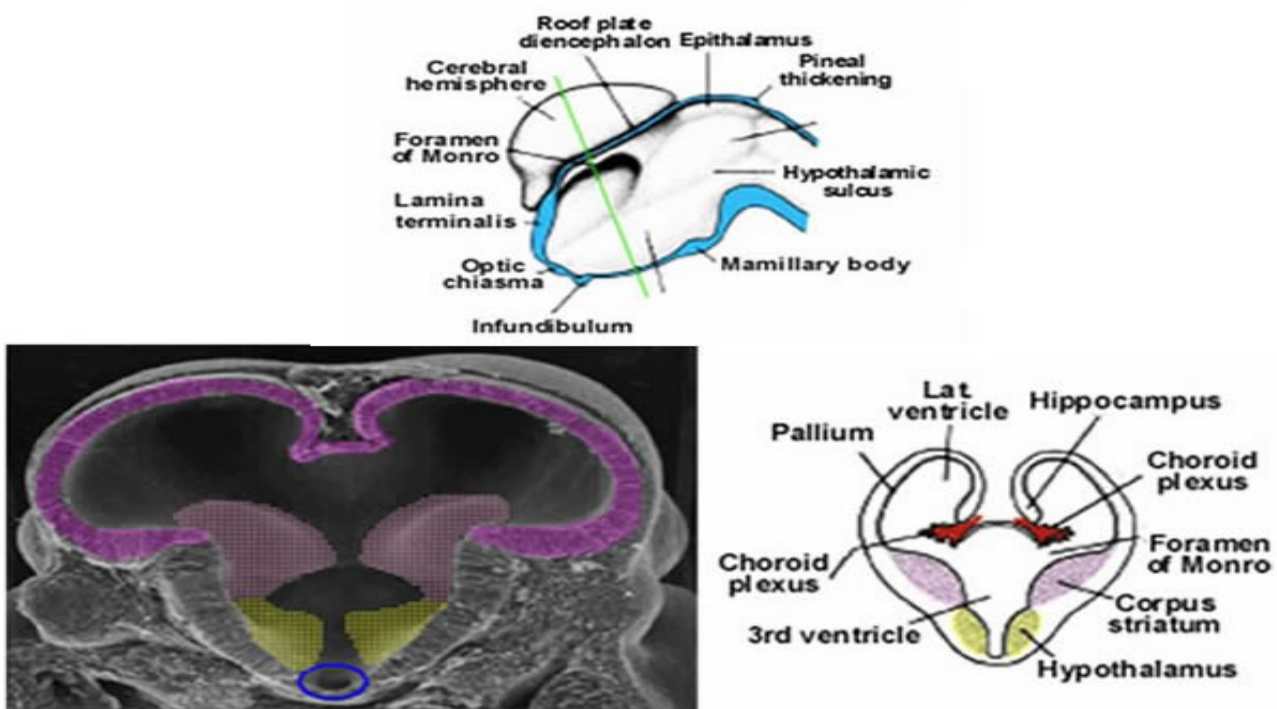 Roof plate
diencephalon
Epithalamus
Pineal
thickening
Cerebral
hemisphere
Foramen
of Monro
Hypothalamic
sulcus
Lamina
terminalis
Optic
chiasma
Mamillary body
Infundibulum
Lat.
ventricle
Hippocampus
Pallium
Choroid
plexus
Choroid
plexus
Foramen
of Monro
Corpus
striatum
3rd ventricle
Hypothalamus